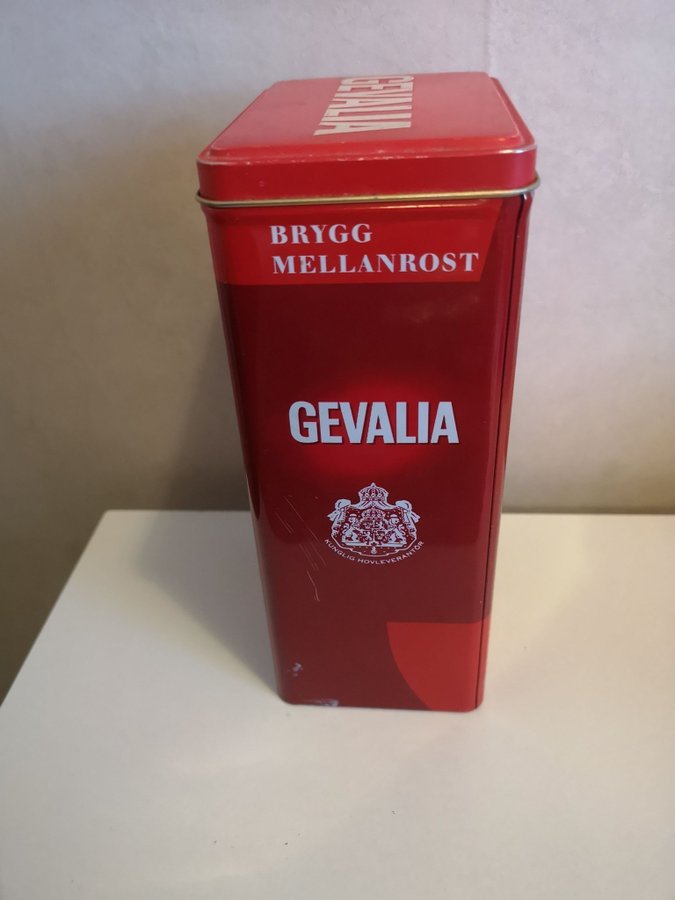 GEVALIA
BRYGG
MELLANROST
GEVALIA
KUNGLIG HOVLEVERANTÖR